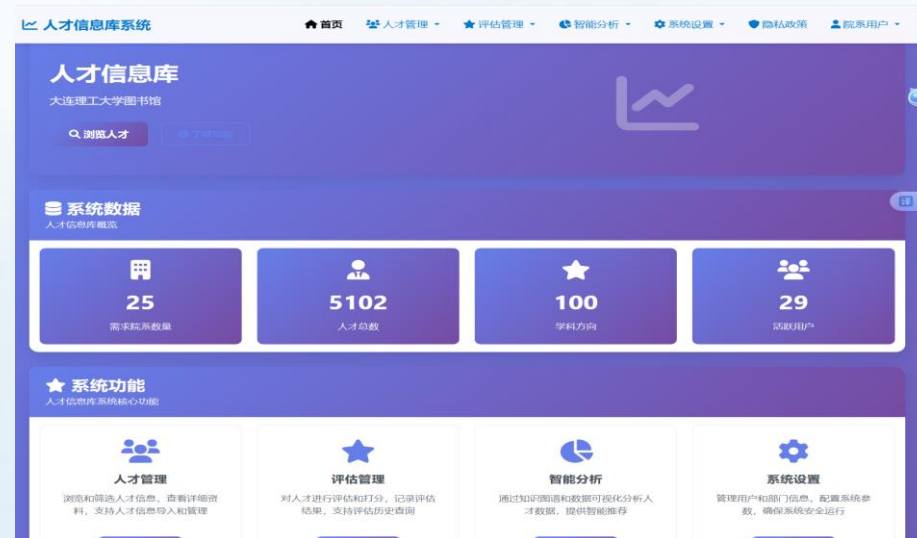 人才信息库系统
首页
人才管理
评估管理
智能分析
系统设置
隐私政策
院系用户
人才信息库
大连理工大学图书馆
浏览人才
系统数据
人才信息库概览
25
需求院系数量
5102
人才总数
100
学科方向
29
活跃用户
系统功能
人才信息库系统核心功能
人才管理
浏览和筛选人才信息，查看详细资
料，支持人才信息导入和管理
评估管理
对人才进行评估和打分，记录评估
结果，支持评估历史查询
智能分析
通过知识图谱和数据可视化分析人
才数据，提供智能推荐
系统设置
管理用户和部门信息，配置系统参
数，确保系统安全运行